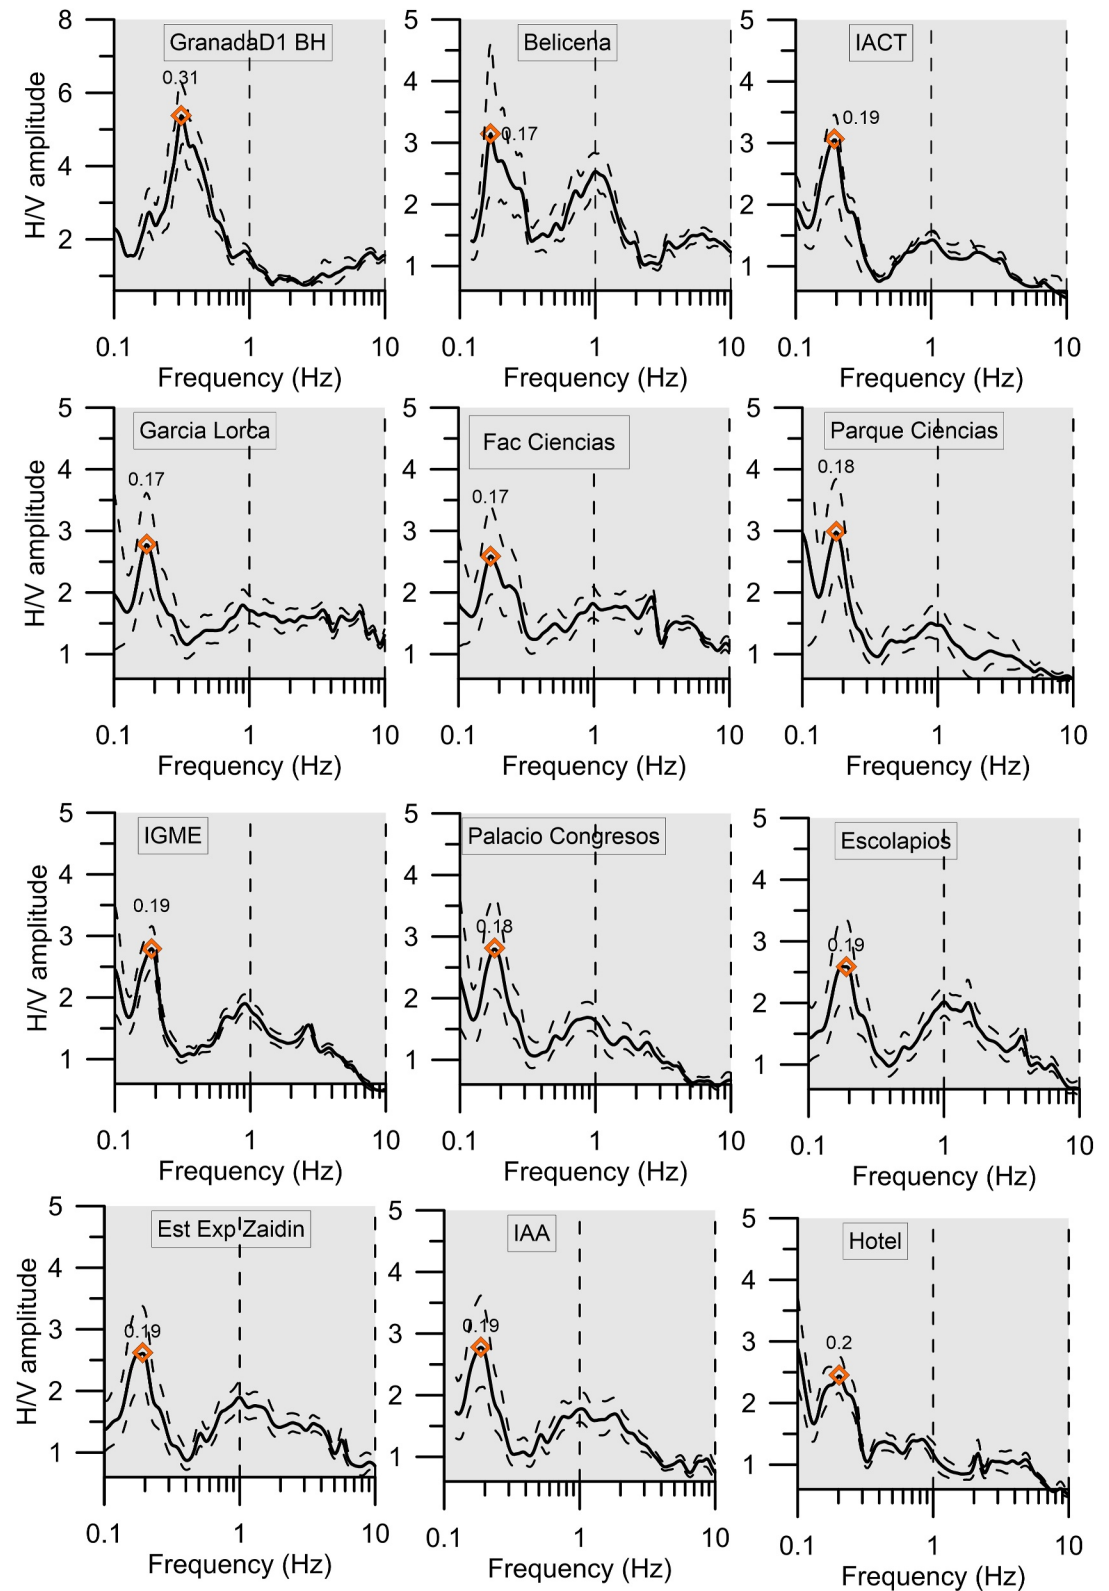 GranadaD1 BH
Belicena
IACT
0.31
0.17
0.19
H/V amplitude
8
6
4
2
5
4
3
2
1
5
4
3
2
1
0.1 1 10
0.1 1 10
0.1 1 10
Frequency (Hz)
Frequency (Hz)
Frequency (Hz)
Garcia Lorca
Fac Ciencias
Parque Ciencias
0.17
0.17
0.18
H/V amplitude
5
4
3
2
1
5
4
3
2
1
5
4
3
2
1
0.1 1 10
0.1 1 10
0.1 1 10
Frequency (Hz)
Frequency (Hz)
Frequency (Hz)
IGME
Palacio Congresos
Escolapios
0.19
0.18
0.19
H/V amplitude
5
4
3
2
1
5
4
3
2
1
5
4
3
2
1
0.1 1 10
0.1 1 10
0.1 1 10
Frequency (Hz)
Frequency (Hz)
Frequency (Hz)
Est Exp Zaidin
IAA
Hotel
0.19
0.19
0.2
H/V amplitude
5
4
3
2
1
5
4
3
2
1
5
4
3
2
1
0.1 1 10
0.1 1 10
0.1 1 10
Frequency (Hz)
Frequency (Hz)
Frequency (Hz)